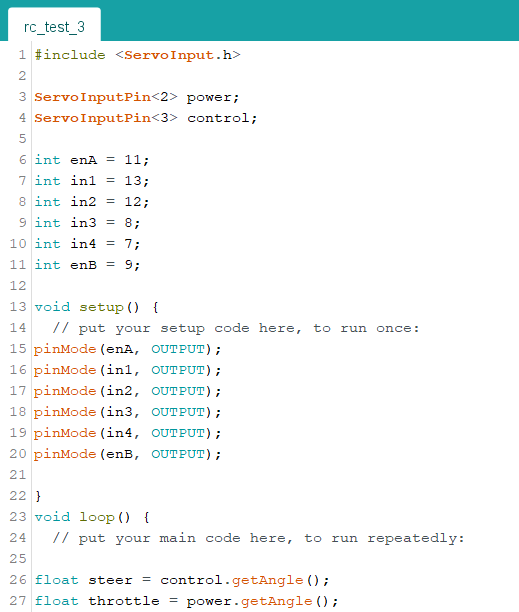 rc_test_3
1 #include <ServoInput.h>
2
3 ServoInputPin<2> power;
4 ServoInputPin<3> control;
5
6 int enA = 11;
7 int in1 = 13;
8 int in2 = 12;
9 int in3 = 8;
10 int in4 = 7;
11 int enB = 9;
12
13 void setup() {
14   // put your setup code here, to run once:
15 pinMode(enA, OUTPUT);
16 pinMode(in1, OUTPUT);
17 pinMode(in2, OUTPUT);
18 pinMode(in3, OUTPUT);
19 pinMode(in4, OUTPUT);
20 pinMode(enB, OUTPUT);
21
22 }
23 void loop() {
24   // put your main code here, to run repeatedly:
25
26 float steer = control.getAngle();
27 float throttle = power.getAngle();